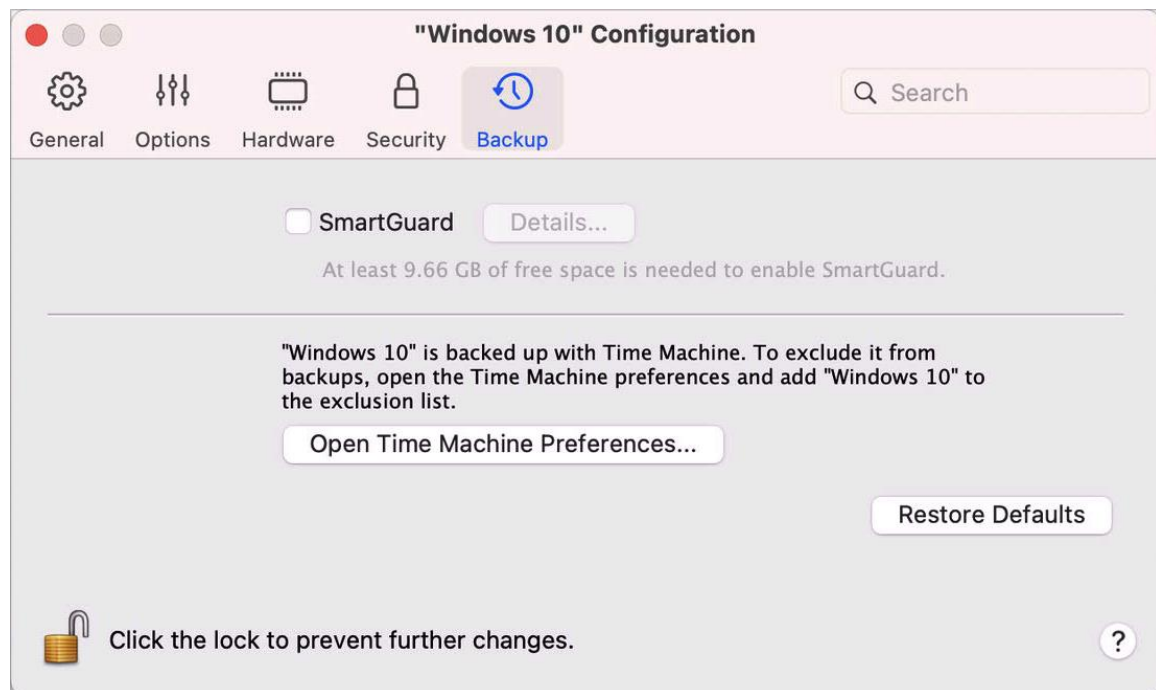 "Windows 10" Configuration
General Options Hardware Security Backup
Search
SmartGuard Details...
At least 9.66 GB of free space is needed to enable SmartGuard.
"Windows 10" is backed up with Time Machine. To exclude it from
backups, open the Time Machine preferences and add "Windows 10" to
the exclusion list.
Open Time Machine Preferences...
Restore Defaults
Click the lock to prevent further changes.
?